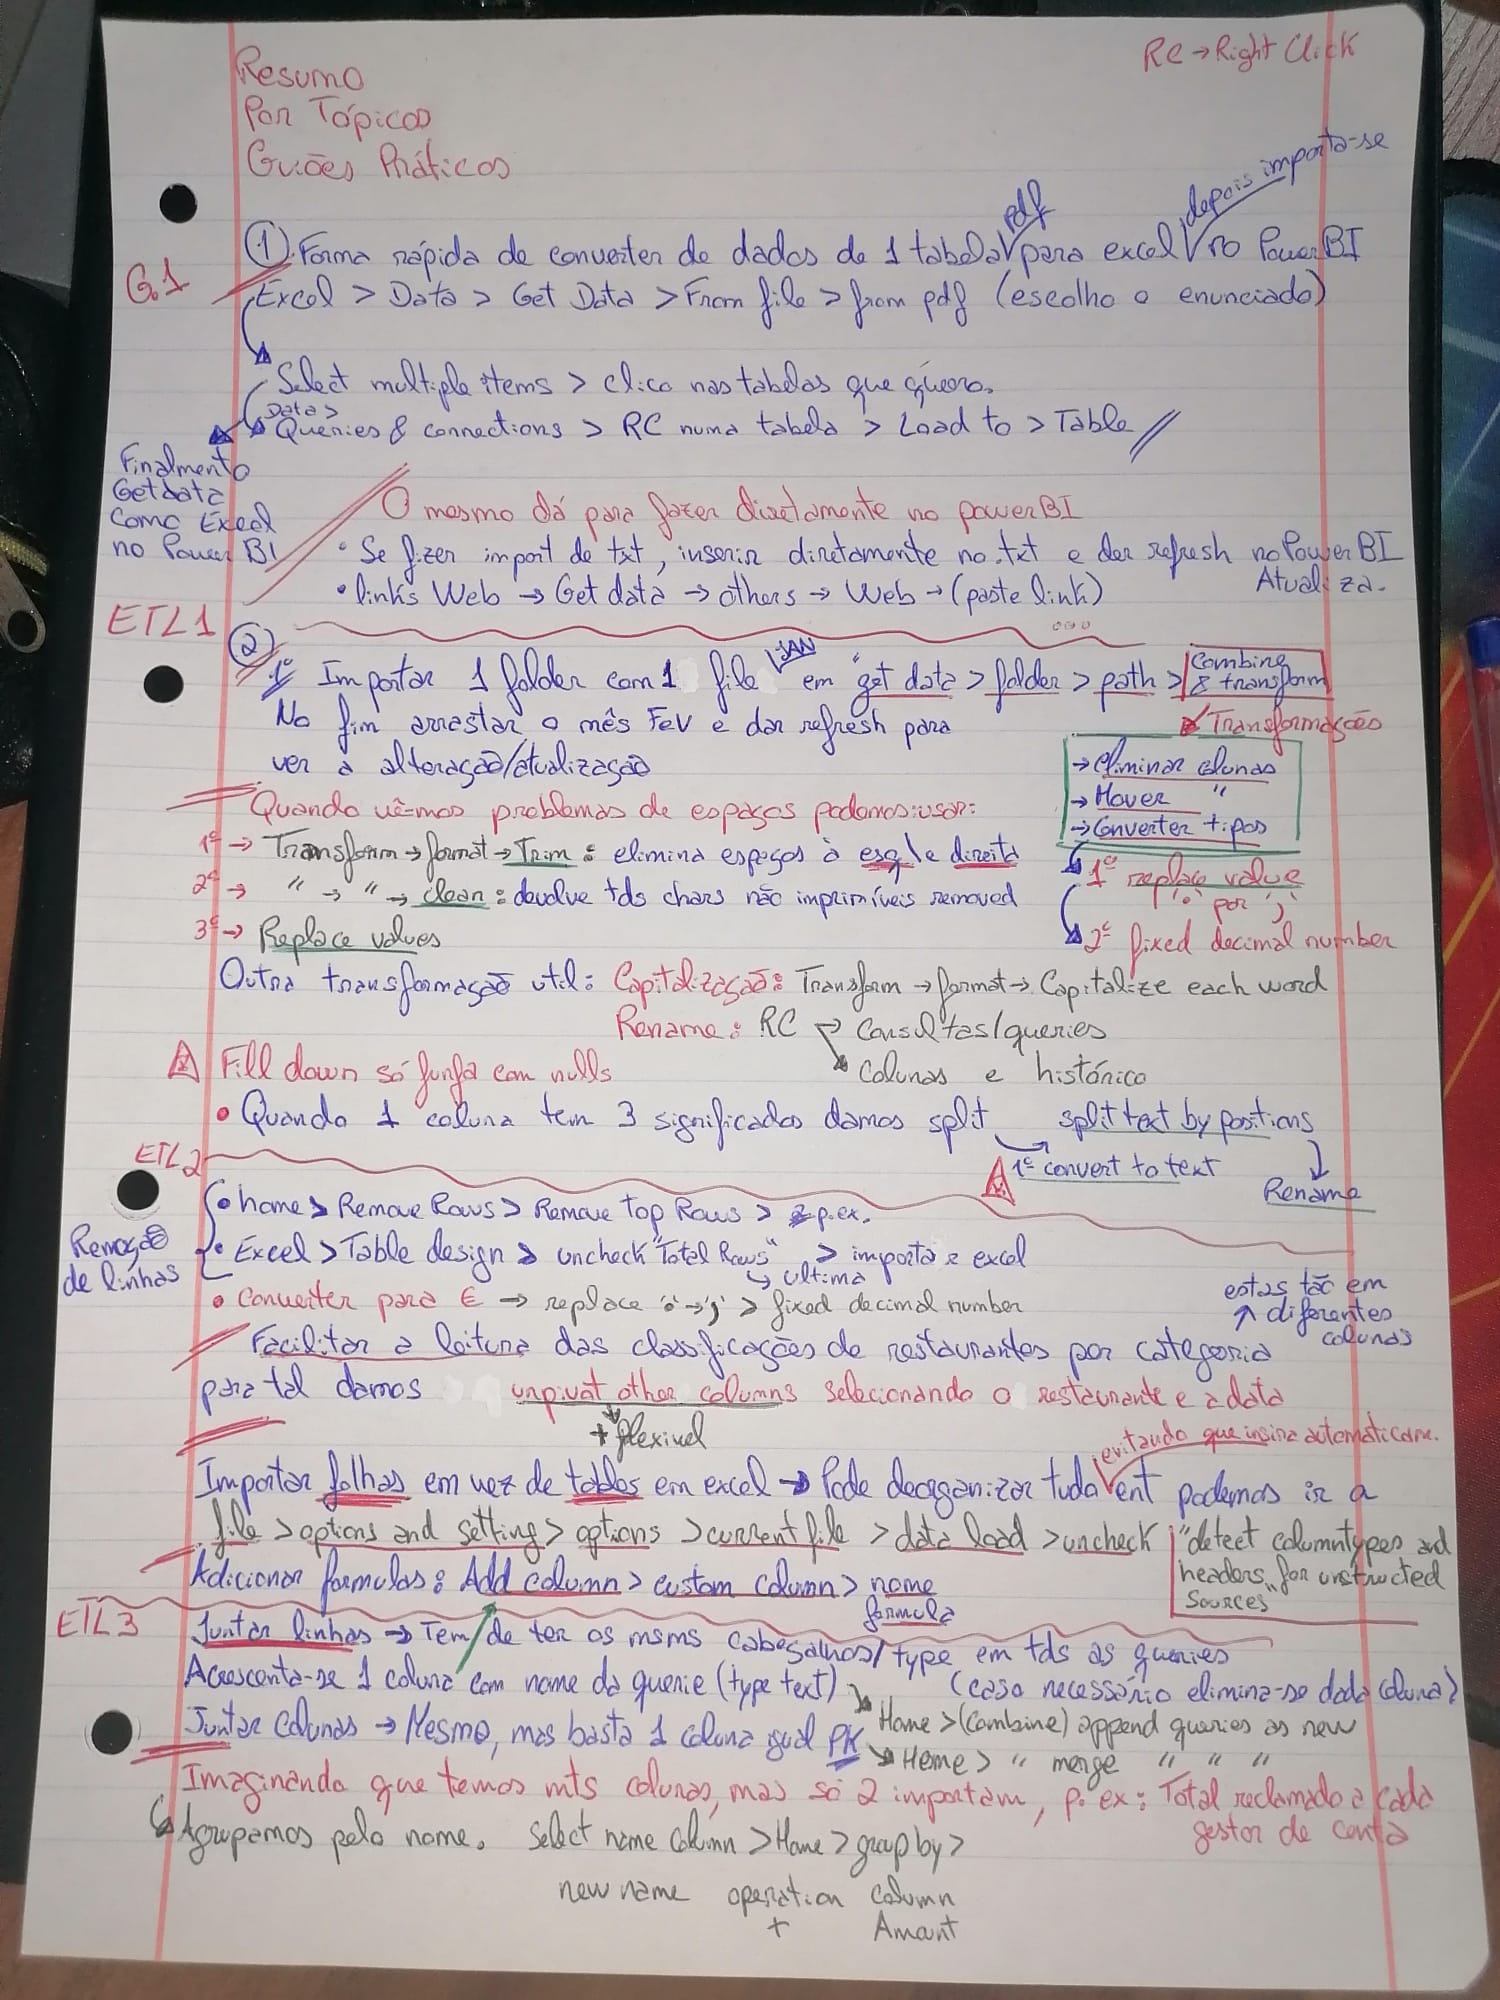 RC → Right Click
Resumo
Por Tópicos
Guiões Práticos
G.1
① Forma rápida de converter de dados de 1 tabela pdf para excel depois importa-se no PowerBI
Excel > Data > Get Data > From file > from pdf (escolho o enunciado)
Select multiple items > clico nas tabelas que quero.
Data >
Queries & connections > RC numa tabela > Load to > Table //
Finalmente
Get data
como Excel
no Power BI
O mesmo dá para fazer diretamente no powerBI
• Se fizer import de txt, inserir diretamente no .txt e dar refresh no Power BI
Atualiza.
• links Web → Get data → others → Web → (paste link)
ETL1
②
1º Importar 1 folder com 1 file JAN em "get data > folder > path > Combine & transform
No fim arrastar o mês FeV e dar refresh para
ver a alteração/atualização
Transformações
→ eliminar colunas
→ Mover "
→ Converter tipos
1º replace value
'.' por ','
2º fixed decimal number
Quando vê-mos problemas de espaços podemos usar:
1º → Transform → format → Trim : elimina espaços à esq. e direita
2º → " → " → clean : devolve tds chars não imprimíveis removed
3º → Replace values
Outra transformação util : Capitalização : Transform → format → Capitalize each word
Rename : RC → Consultas/queries
→ Colunas e histórico
Fill down só funfa com nulls
• Quando 1 coluna tem 3 significados damos split split text by positions
1º convert to text
Rename
ETL2
Remoção
de linhas
• home > Remove Rows > Remove Top Rows > 2 p.ex.
• Excel > Table design > uncheck "Total Rows" > importa o excel
↳ ultima
• Converter para € → replace '.' → ',' > fixed decimal number
estas tão em
↑ diferentes
colunas
Facilitar a leitura das classificações de restaurantes por categoria
para tal damos unpivot other columns selecionando o restaurante e a data
+ flexivel
evitando que insira automaticam.
Importar folhas em vez de tables em excel → Pode desorganizar tudo ent podemos ir a
file > options and setting > options > current file > data load > uncheck "detect columntypes and
headers for unstructed
Sources"
Adicionar formulas : Add column > custom column > nome
formula
ETL3
Juntar linhas → Tem/de ter os msms cabeçalhos/type em tds as queries
Acrescenta-se 1 coluna com nome da querie (type text) (caso necessário elimina-se dada coluna)
Home > (Combine) append queries as new
Juntar Colunas → Mesmo, mas basta 1 coluna igual PK
Home > " merge " " "
Imaginando que temos mts colunas, mas só 2 importam, p. ex : Total reclamado a cada
gestor de conta
↳ Agrupamos pelo nome. Select name column > Home > group by >
new name operation column
+ Amount